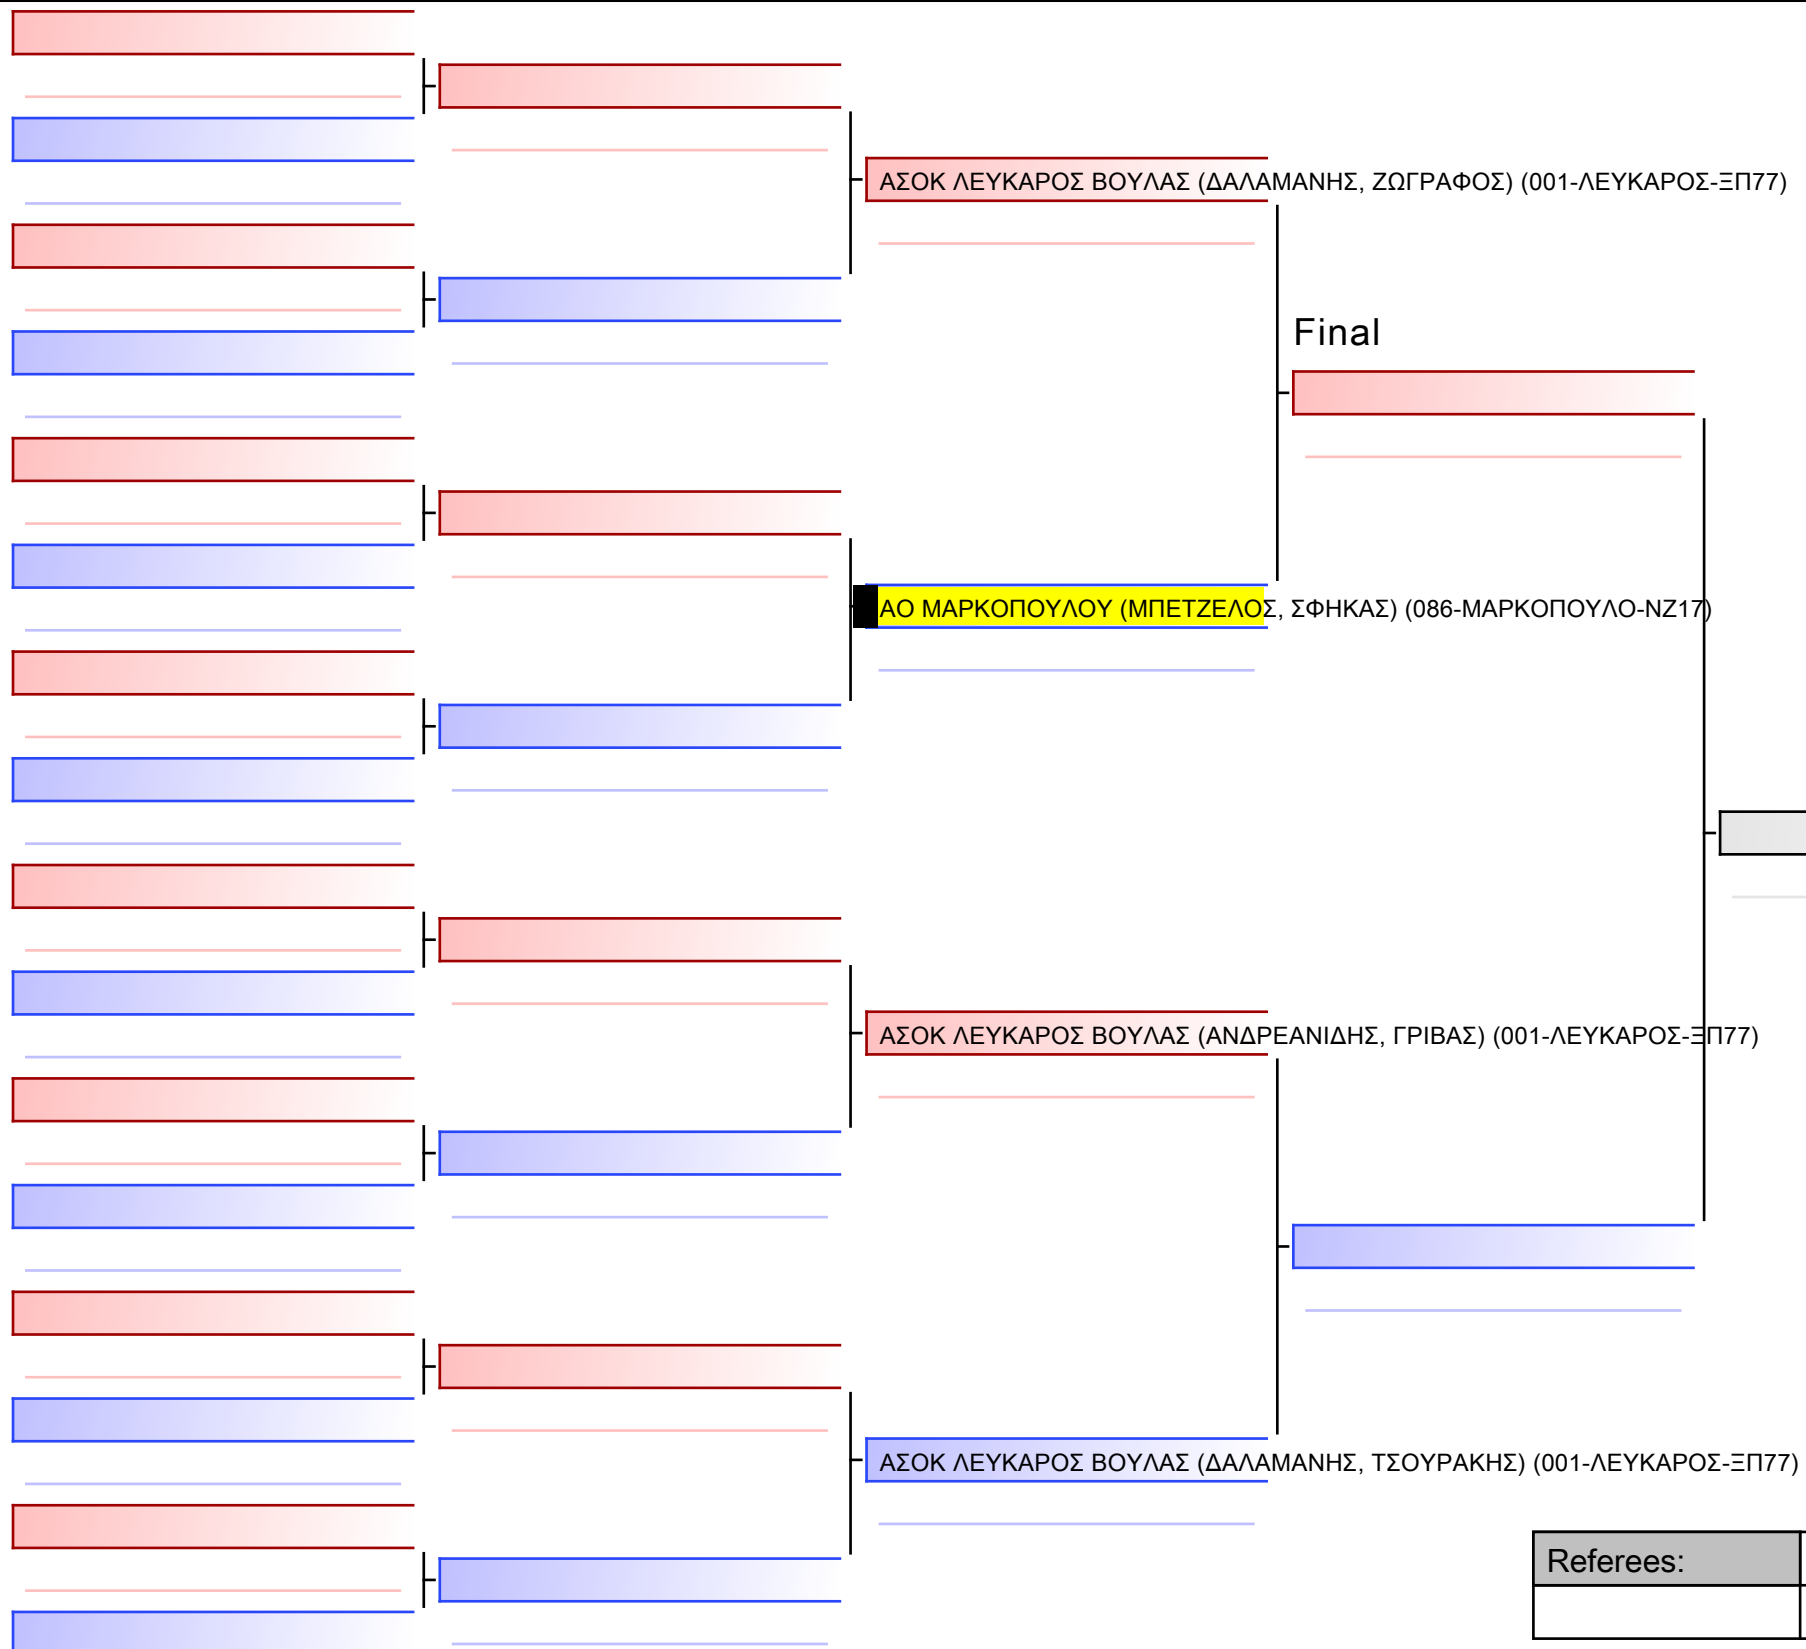 ΑΣΟΚ ΛΕΥΚΑΡΟΣ ΒΟΥΛΑΣ (ΔΑΛΑΜΑΝΗΣ, ΖΩΓΡΑΦΟΣ) (001-ΛΕΥΚΑΡΟΣ-ΞΠ77)
Final
ΑΟ ΜΑΡΚΟΠΟΥΛΟΥ (ΜΠΕΤΖΕΛΟΣ, ΣΦΗΚΑΣ) (086-ΜΑΡΚΟΠΟΥΛΟ-ΝΖ17)
ΑΣΟΚ ΛΕΥΚΑΡΟΣ ΒΟΥΛΑΣ (ΑΝΔΡΕΑΝΙΔΗΣ, ΓΡΙΒΑΣ) (001-ΛΕΥΚΑΡΟΣ-ΞΠ77)
ΑΣΟΚ ΛΕΥΚΑΡΟΣ ΒΟΥΛΑΣ (ΔΑΛΑΜΑΝΗΣ, ΤΣΟΥΡΑΚΗΣ) (001-ΛΕΥΚΑΡΟΣ-ΞΠ77)
Referees: